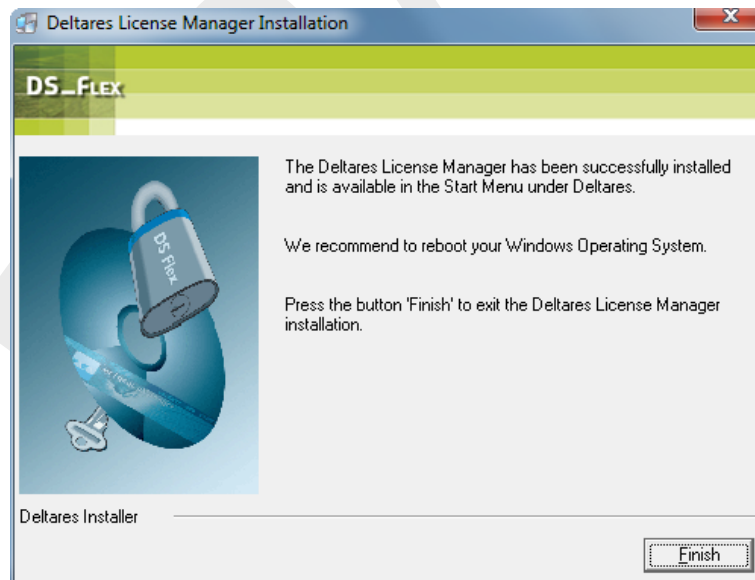 Deltares License Manager Installation
DS_FLEX
The Deltares License Manager has been successfully installed
and is available in the Start Menu under Deltares.
We recommend to reboot your Windows Operating System.
Press the button 'Finish' to exit the Deltares License Manager
installation.
DS Flex
Deltares Installer
Finish